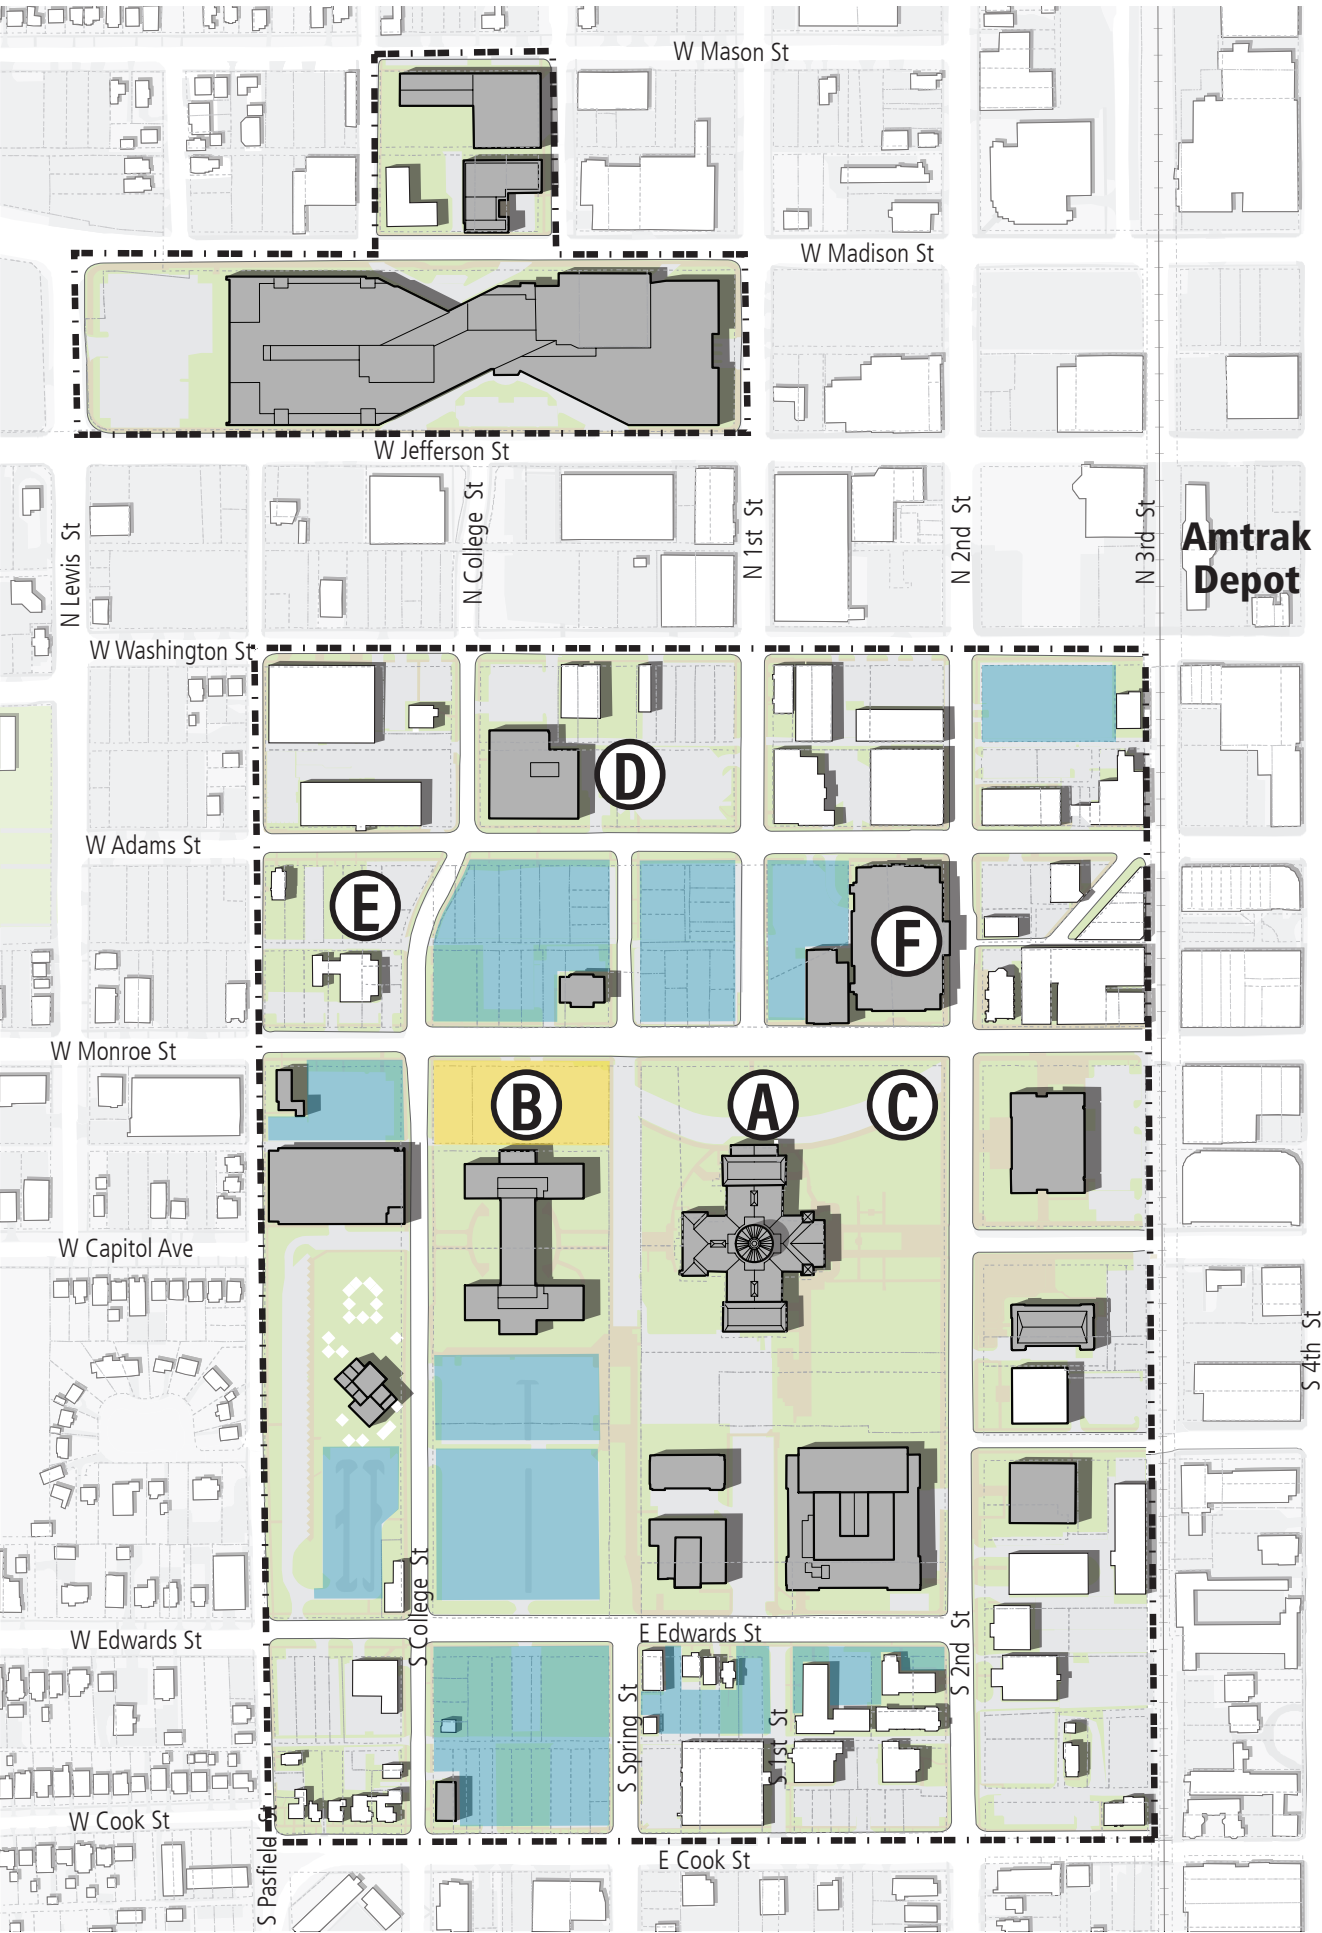 W Mason St
W Madison St
W Jefferson St
N Lewis St
N College St
N 1st St
N 2nd St
N 3rd St
Amtrak
Depot
W Washington St
D
W Adams St
E
F
W Monroe St
B
A
C
W Capitol Ave
S 4th St
S College St
W Edwards St
E Edwards St
S 2nd St
S Spring St
S 1st St
W Cook St
S Pasfield St
E Cook St